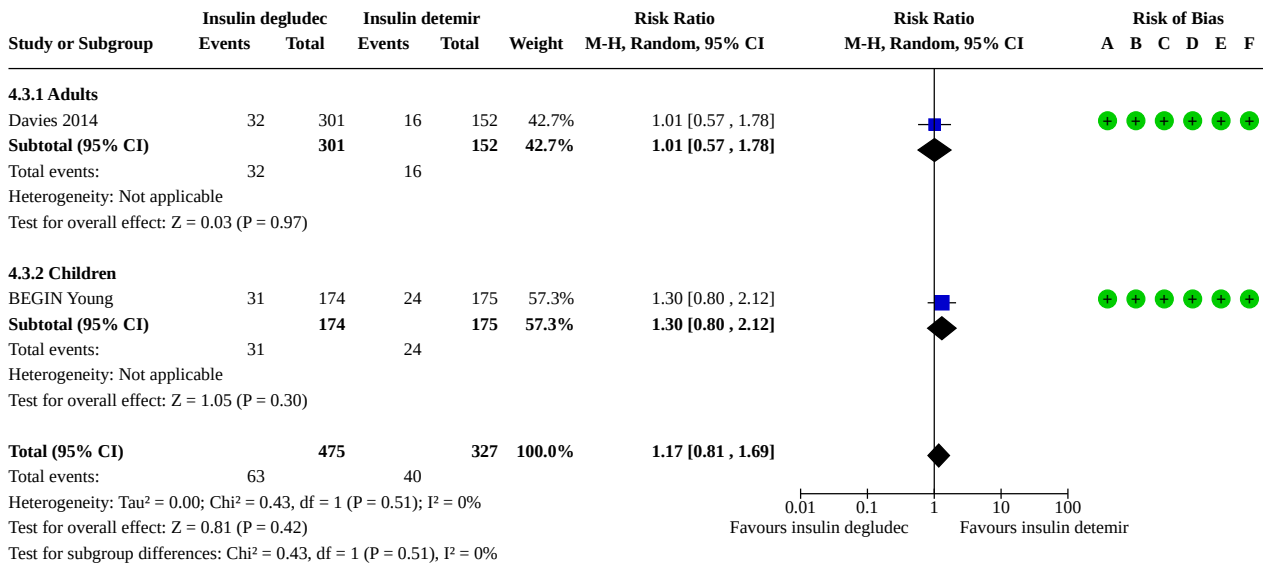 Insulin degludec Insulin detemir Risk Ratio Risk Ratio Risk of Bias
Study or Subgroup Events Total Events Total Weight M-H, Random, 95% CI M-H, Random, 95% CI A B C D E F
4.3.1 Adults
Davies 2014 32 301 16 152 42.7% 1.01 [0.57 , 1.78] + + + + + +
Subtotal (95% CI) 301 152 42.7% 1.01 [0.57 , 1.78]
Total events: 32 16
Heterogeneity: Not applicable
Test for overall effect: Z = 0.03 (P = 0.97)
4.3.2 Children
BEGIN Young 31 174 24 175 57.3% 1.30 [0.80 , 2.12] + + + + + +
Subtotal (95% CI) 174 175 57.3% 1.30 [0.80 , 2.12]
Total events: 31 24
Heterogeneity: Not applicable
Test for overall effect: Z = 1.05 (P = 0.30)
Total (95% CI) 475 327 100.0% 1.17 [0.81 , 1.69]
Total events: 63 40
Heterogeneity: Tau² = 0.00; Chi² = 0.43, df = 1 (P = 0.51); I² = 0%
0.01 0.1 1 10 100
Test for overall effect: Z = 0.81 (P = 0.42)
Favours insulin degludec Favours insulin detemir
Test for subgroup differences: Chi² = 0.43, df = 1 (P = 0.51), I² = 0%